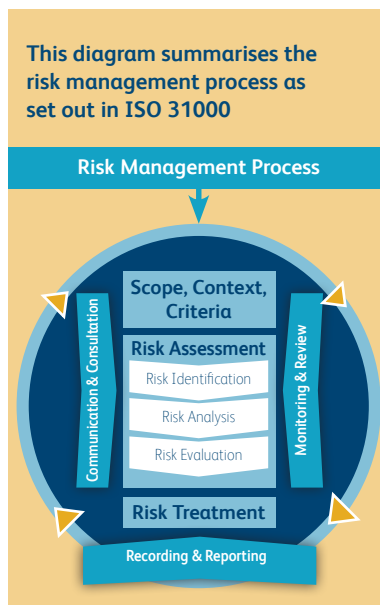 This diagram summarises the
risk management process as
set out in ISO 31000
Risk Management Process
Scope, Context,
Criteria
Communication & Consultation
Risk Assessment
Risk Identification
Risk Analysis
Risk Evaluation
Monitoring & Review
Risk Treatment
Recording & Reporting